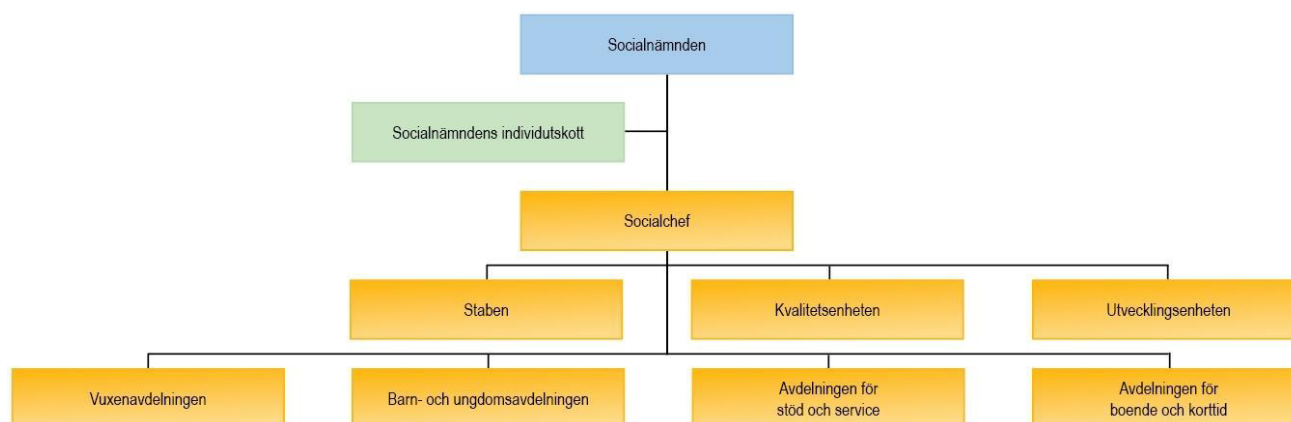 Socialnämnden
Socialnämndens individutskott
Socialchef
Staben
Kvalitetsenheten
Utvecklingsenheten
Vuxenavdelningen
Barn- och ungdomsavdelningen
Avdelningen för
stöd och service
Avdelningen för
boende och korttid